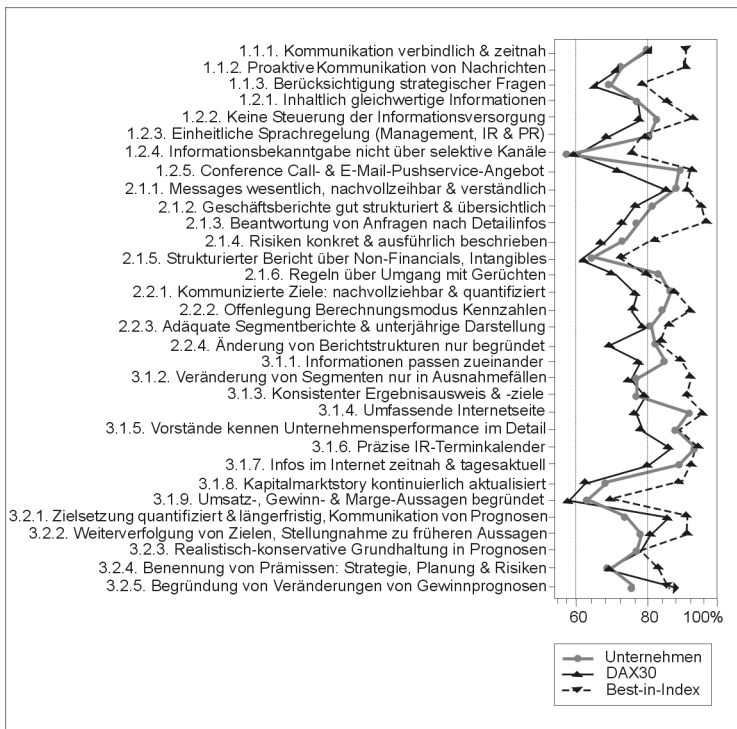 1.1.1. Kommunikation verbindlich & zeitnah
1.1.2. Proaktive Kommunikation von Nachrichten
1.1.3. Berücksichtigung strategischer Fragen
1.2.1. Inhaltlich gleichwertige Informationen
1.2.2. Keine Steuerung der Informationsversorgung
1.2.3. Einheitliche Sprachregelung (Management, IR & PR)
1.2.4. Informationsbekanntgabe nicht über selektive Kanäle
1.2.5. Conference Call- & E-Mail-Pushservice-Angebot
2.1.1. Messages wesentlich, nachvollzeihbar & verständlich
2.1.2. Geschäftsberichte gut strukturiert & übersichtlich
2.1.3. Beantwortung von Anfragen nach Detailinfos
2.1.4. Risiken konkret & ausführlich beschrieben
2.1.5. Strukturierter Bericht über Non-Financials, Intangibles
2.1.6. Regeln über Umgang mit Gerüchten
2.2.1. Kommunizierte Ziele: nachvollziehbar & quantifiziert
2.2.2. Offenlegung Berechnungsmodus Kennzahlen
2.2.3. Adäquate Segmentberichte & unterjährige Darstellung
2.2.4. Änderung von Berichtstrukturen nur begründet
3.1.1. Informationen passen zueinander
3.1.2. Veränderung von Segmenten nur in Ausnahmefällen
3.1.3. Konsistenter Ergebnisausweis & -ziele
3.1.4. Umfassende Internetseite
3.1.5. Vorstände kennen Unternehmensperformance im Detail
3.1.6. Präzise IR-Terminkalender
3.1.7. Infos im Internet zeitnah & tagesaktuell
3.1.8. Kapitalmarktstory kontinuierlich aktualisiert
3.1.9. Umsatz-, Gewinn- & Marge-Aussagen begründet
3.2.1. Zielsetzung quantifiziert & längerfristig, Kommunikation von Prognosen
3.2.2. Weiterverfolgung von Zielen, Stellungnahme zu früheren Aussagen
3.2.3. Realistisch-konservative Grundhaltung in Prognosen
3.2.4. Benennung von Prämissen: Strategie, Planung & Risiken
3.2.5. Begründung von Veränderungen von Gewinnprognosen
60 80 100%
Unternehmen
DAX30
Best-in-Index